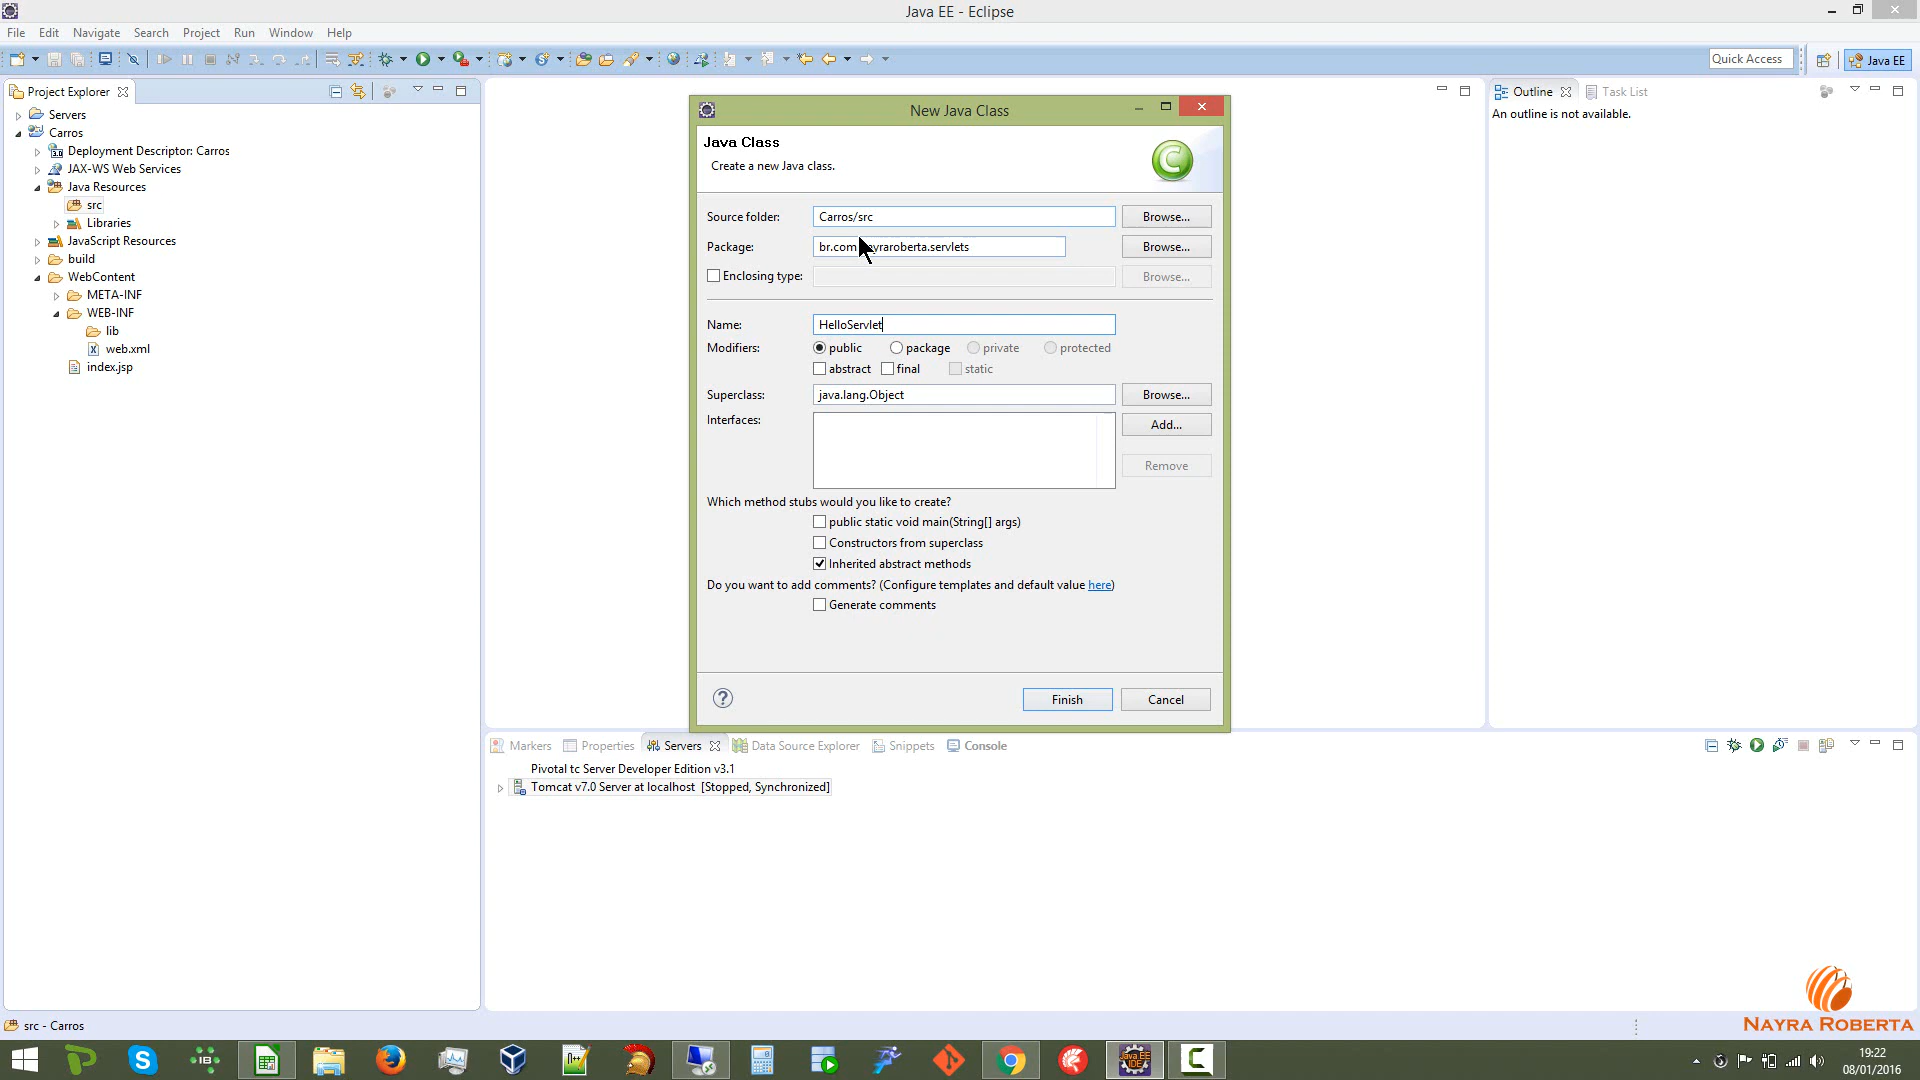 Java EE - Eclipse
File Edit Navigate Search Project Run Window Help
Quick Access
Java EE
Project Explorer
Servers
Carros
Deployment Descriptor: Carros
JAX-WS Web Services
Java Resources
src
Libraries
JavaScript Resources
build
WebContent
META-INF
WEB-INF
lib
web.xml
index.jsp
New Java Class
Java Class
Create a new Java class.
Source folder: Carros/src Browse...
Package: br.com yraroberta.servlets Browse...
Enclosing type: Browse...
Name: HelloServlet
Modifiers: public package private protected
abstract final static
Superclass: java.lang.Object Browse...
Interfaces: Add...
Remove
Which method stubs would you like to create?
public static void main(String[] args)
Constructors from superclass
Inherited abstract methods
Do you want to add comments? (Configure templates and default value here)
Generate comments
Finish Cancel
Outline Task List
An outline is not available.
Markers Properties Servers Data Source Explorer Snippets Console
Pivotal tc Server Developer Edition v3.1
Tomcat v7.0 Server at localhost [Stopped, Synchronized]
src - Carros
NAYRA ROBERTA
Java EE
IDE
19:22
08/01/2016